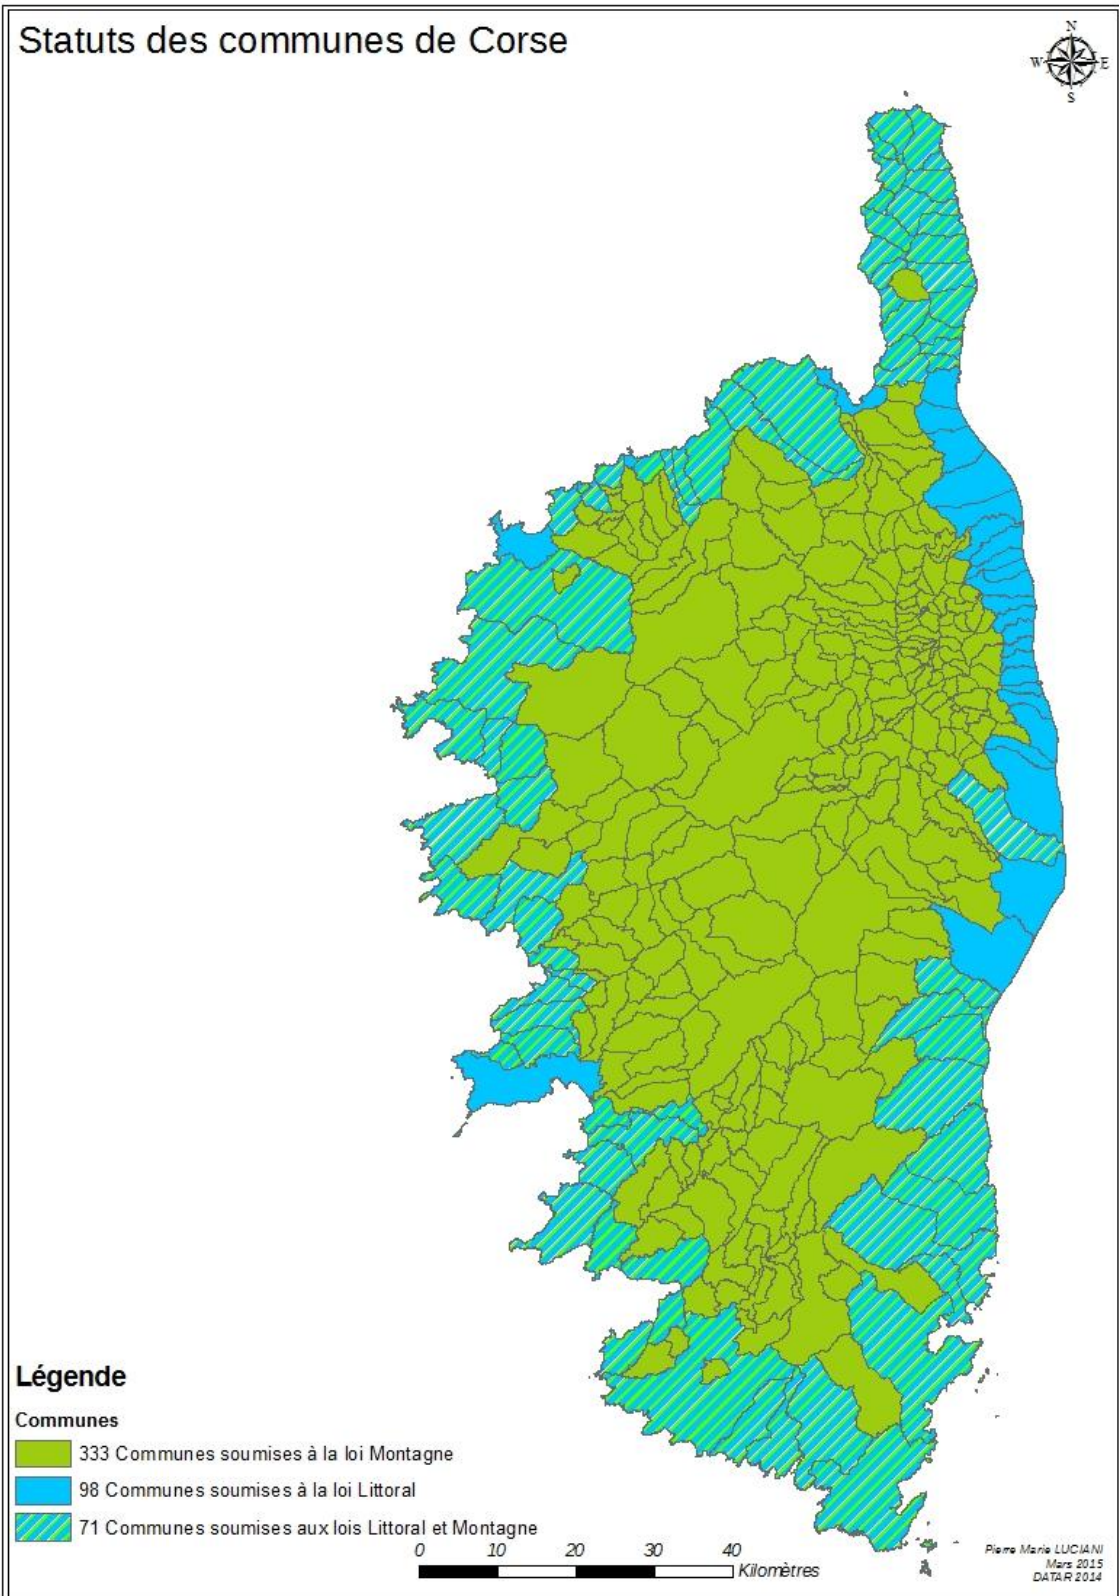 Statuts des communes de Corse
N
W E
S
Légende
Communes
333 Communes soumises à la loi Montagne
98 Communes soumises à la loi Littoral
71 Communes soumises aux lois Littoral et Montagne
0 10 20 30 40
Kilomètres
Pierre Marie LUCIANI
Mars 2015
DATAR 2014